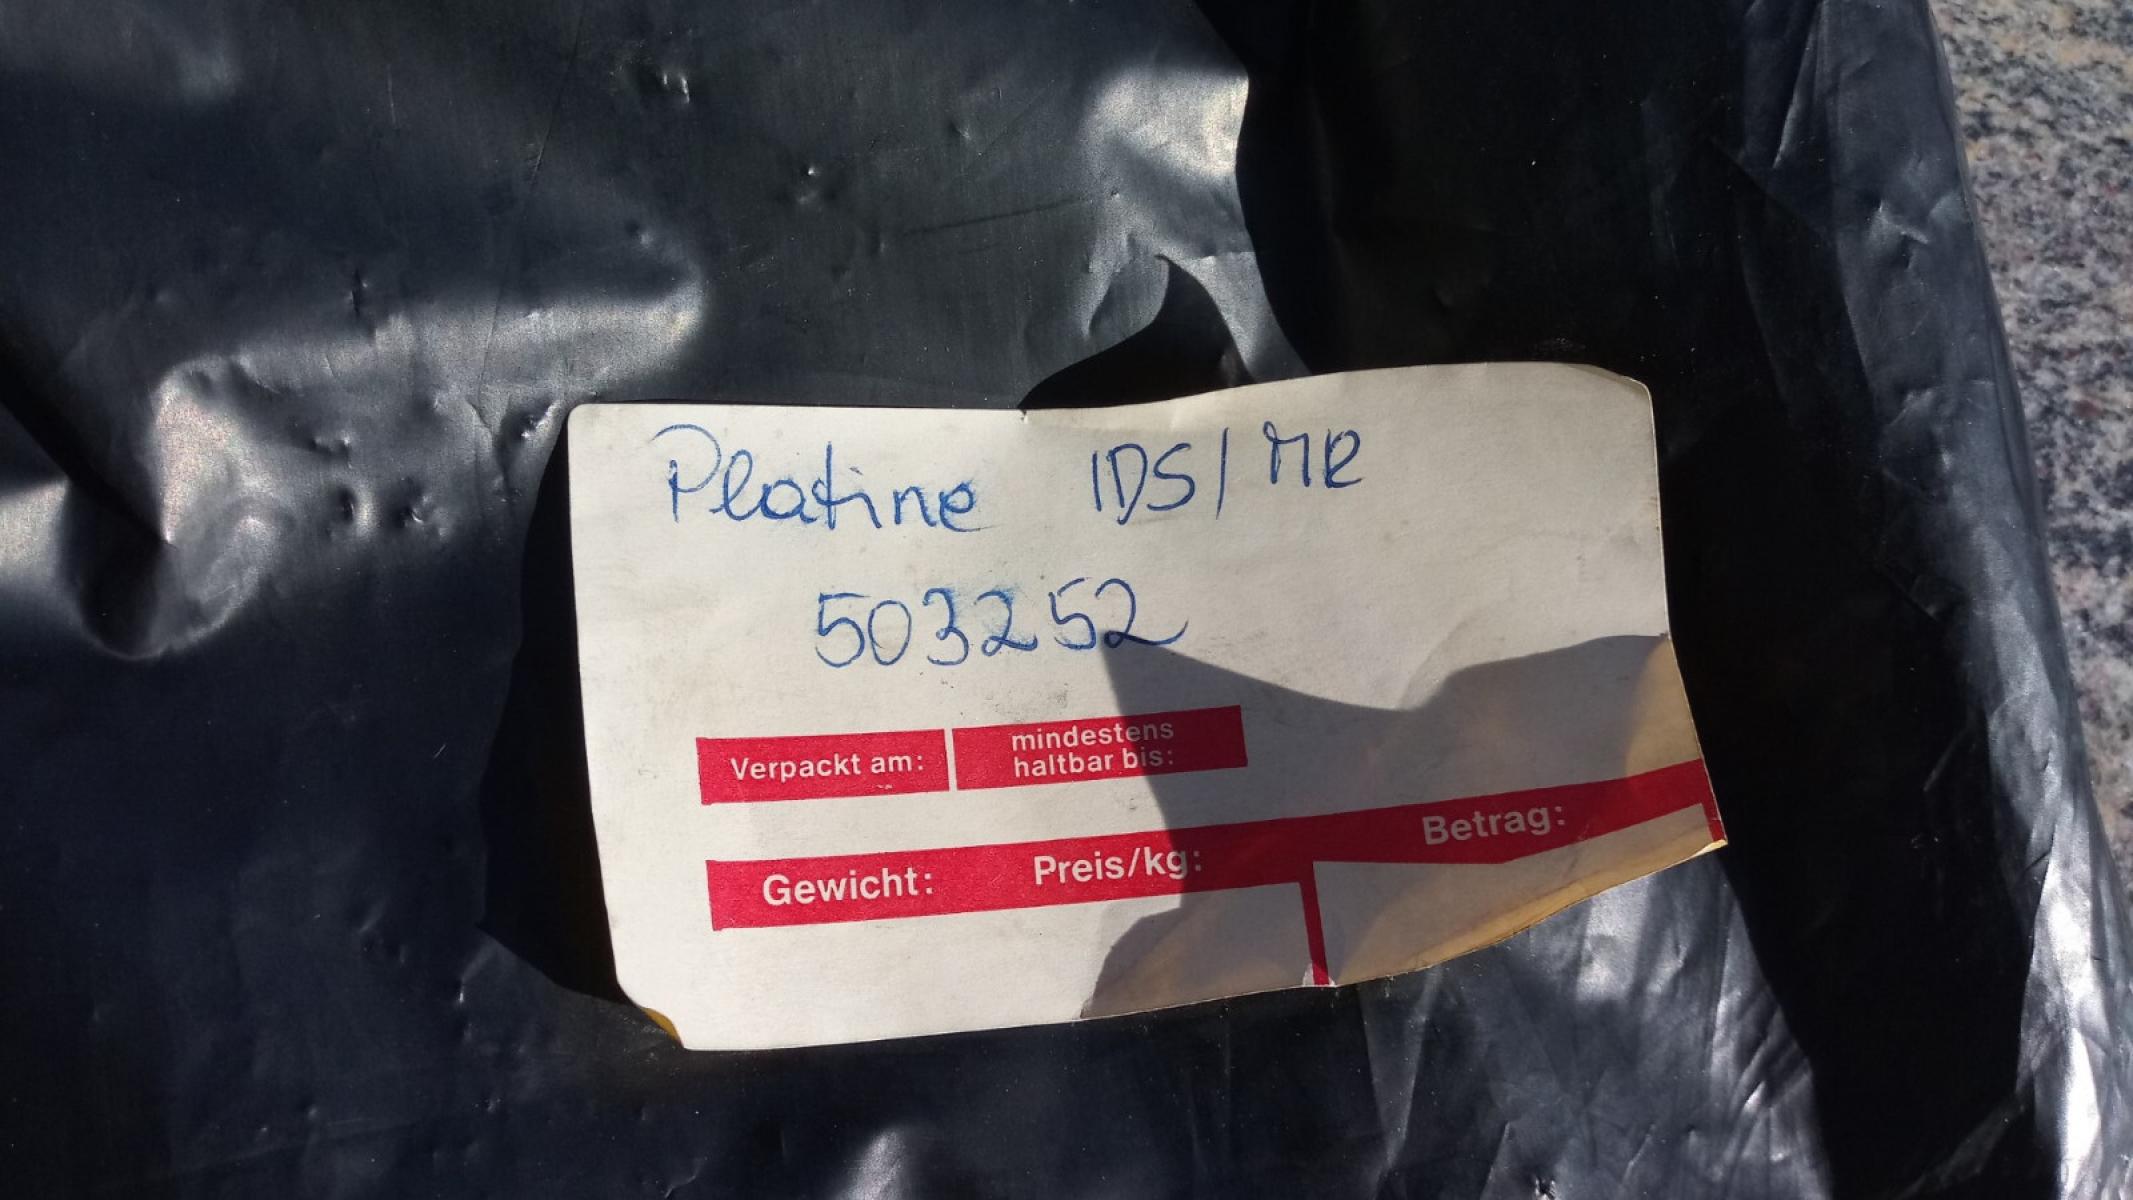 Platine IDS/MR
503252
Verpackt am:
mindestens
haltbar bis:
Gewicht: Preis/kg: Betrag: